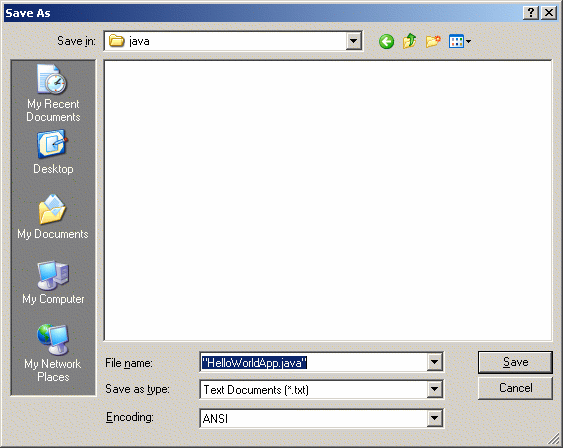 Save As
Save in:
java
My Recent
Documents
Desktop
My Documents
My Computer
My Network
Places
File name:
"HelloWorldApp.java"
Save
Save as type:
Text Documents (*.txt)
Cancel
Encoding:
ANSI